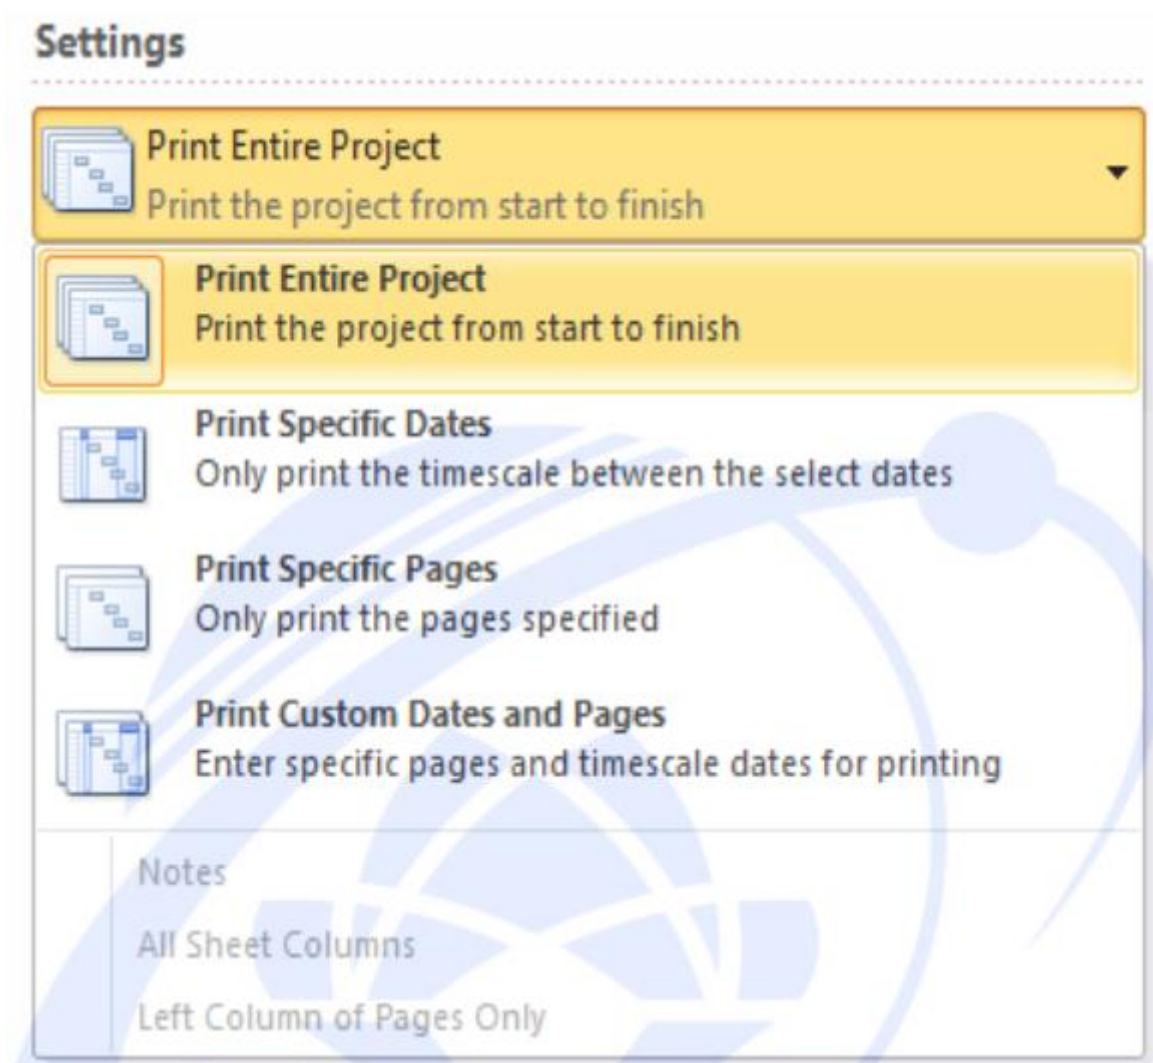 Settings
Print Entire Project
Print the project from start to finish
Print Entire Project
Print the project from start to finish
Print Specific Dates
Only print the timescale between the select dates
Print Specific Pages
Only print the pages specified
Print Custom Dates and Pages
Enter specific pages and timescale dates for printing
Notes
All Sheet Columns
Left Column of Pages Only